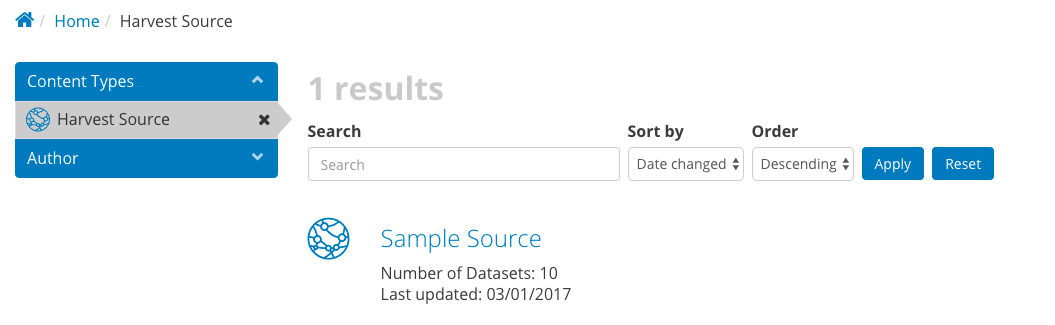 / Home / Harvest Source
Content Types
Harvest Source
Author
1 results
Search
Sort by
Order
Search
Date changed
Descending
Apply
Reset
Sample Source
Number of Datasets: 10
Last updated: 03/01/2017